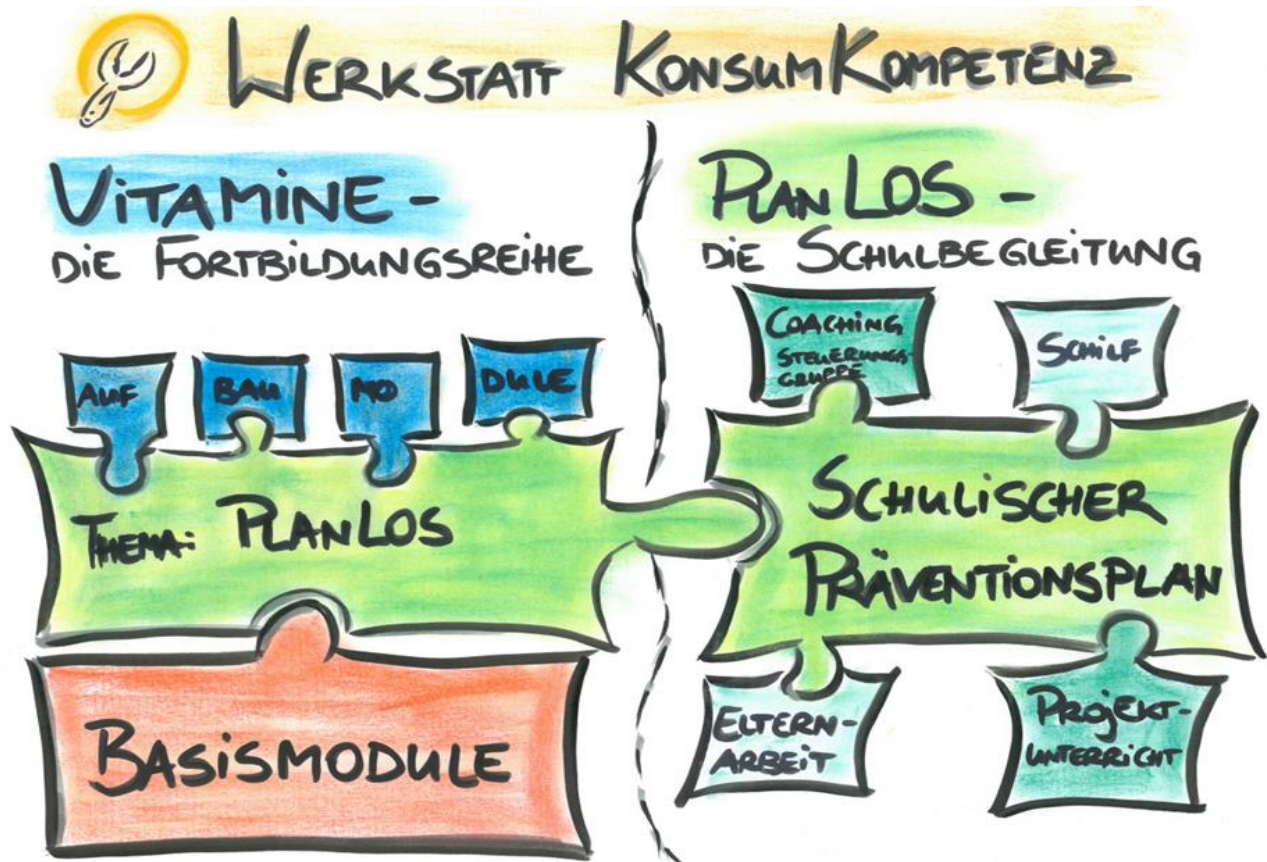 WERKSTATT KONSUMKOMPETENZ
VITAMINE -
DIE FORTBILDUNGSREIHE
AUF BAU MO DULE
THEMA: PLANLOS
BASISMODULE
PLANLOS -
DIE SCHULBEGLEITUNG
COACHING
STEUERUNGS-
GRUPPE
SCHILF
SCHULISCHER
PRÄVENTIONSPLAN
ELTERN-
ARBEIT
PROJEKT-
UNTERRICHT